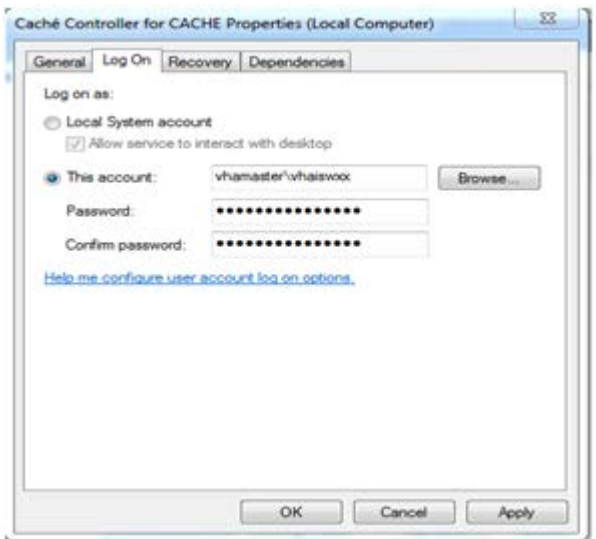 Caché Controller for CACHE Properties (Local Computer)
General Log On Recovery Dependencies
Log on as:
Local System account
Allow service to interact with desktop
This account: vhamaster\vhaiswxx Browse...
Password: ●●●●●●●●●●●●●●●
Confirm password: ●●●●●●●●●●●●●●●
Help me configure user account log on options.
OK Cancel Apply